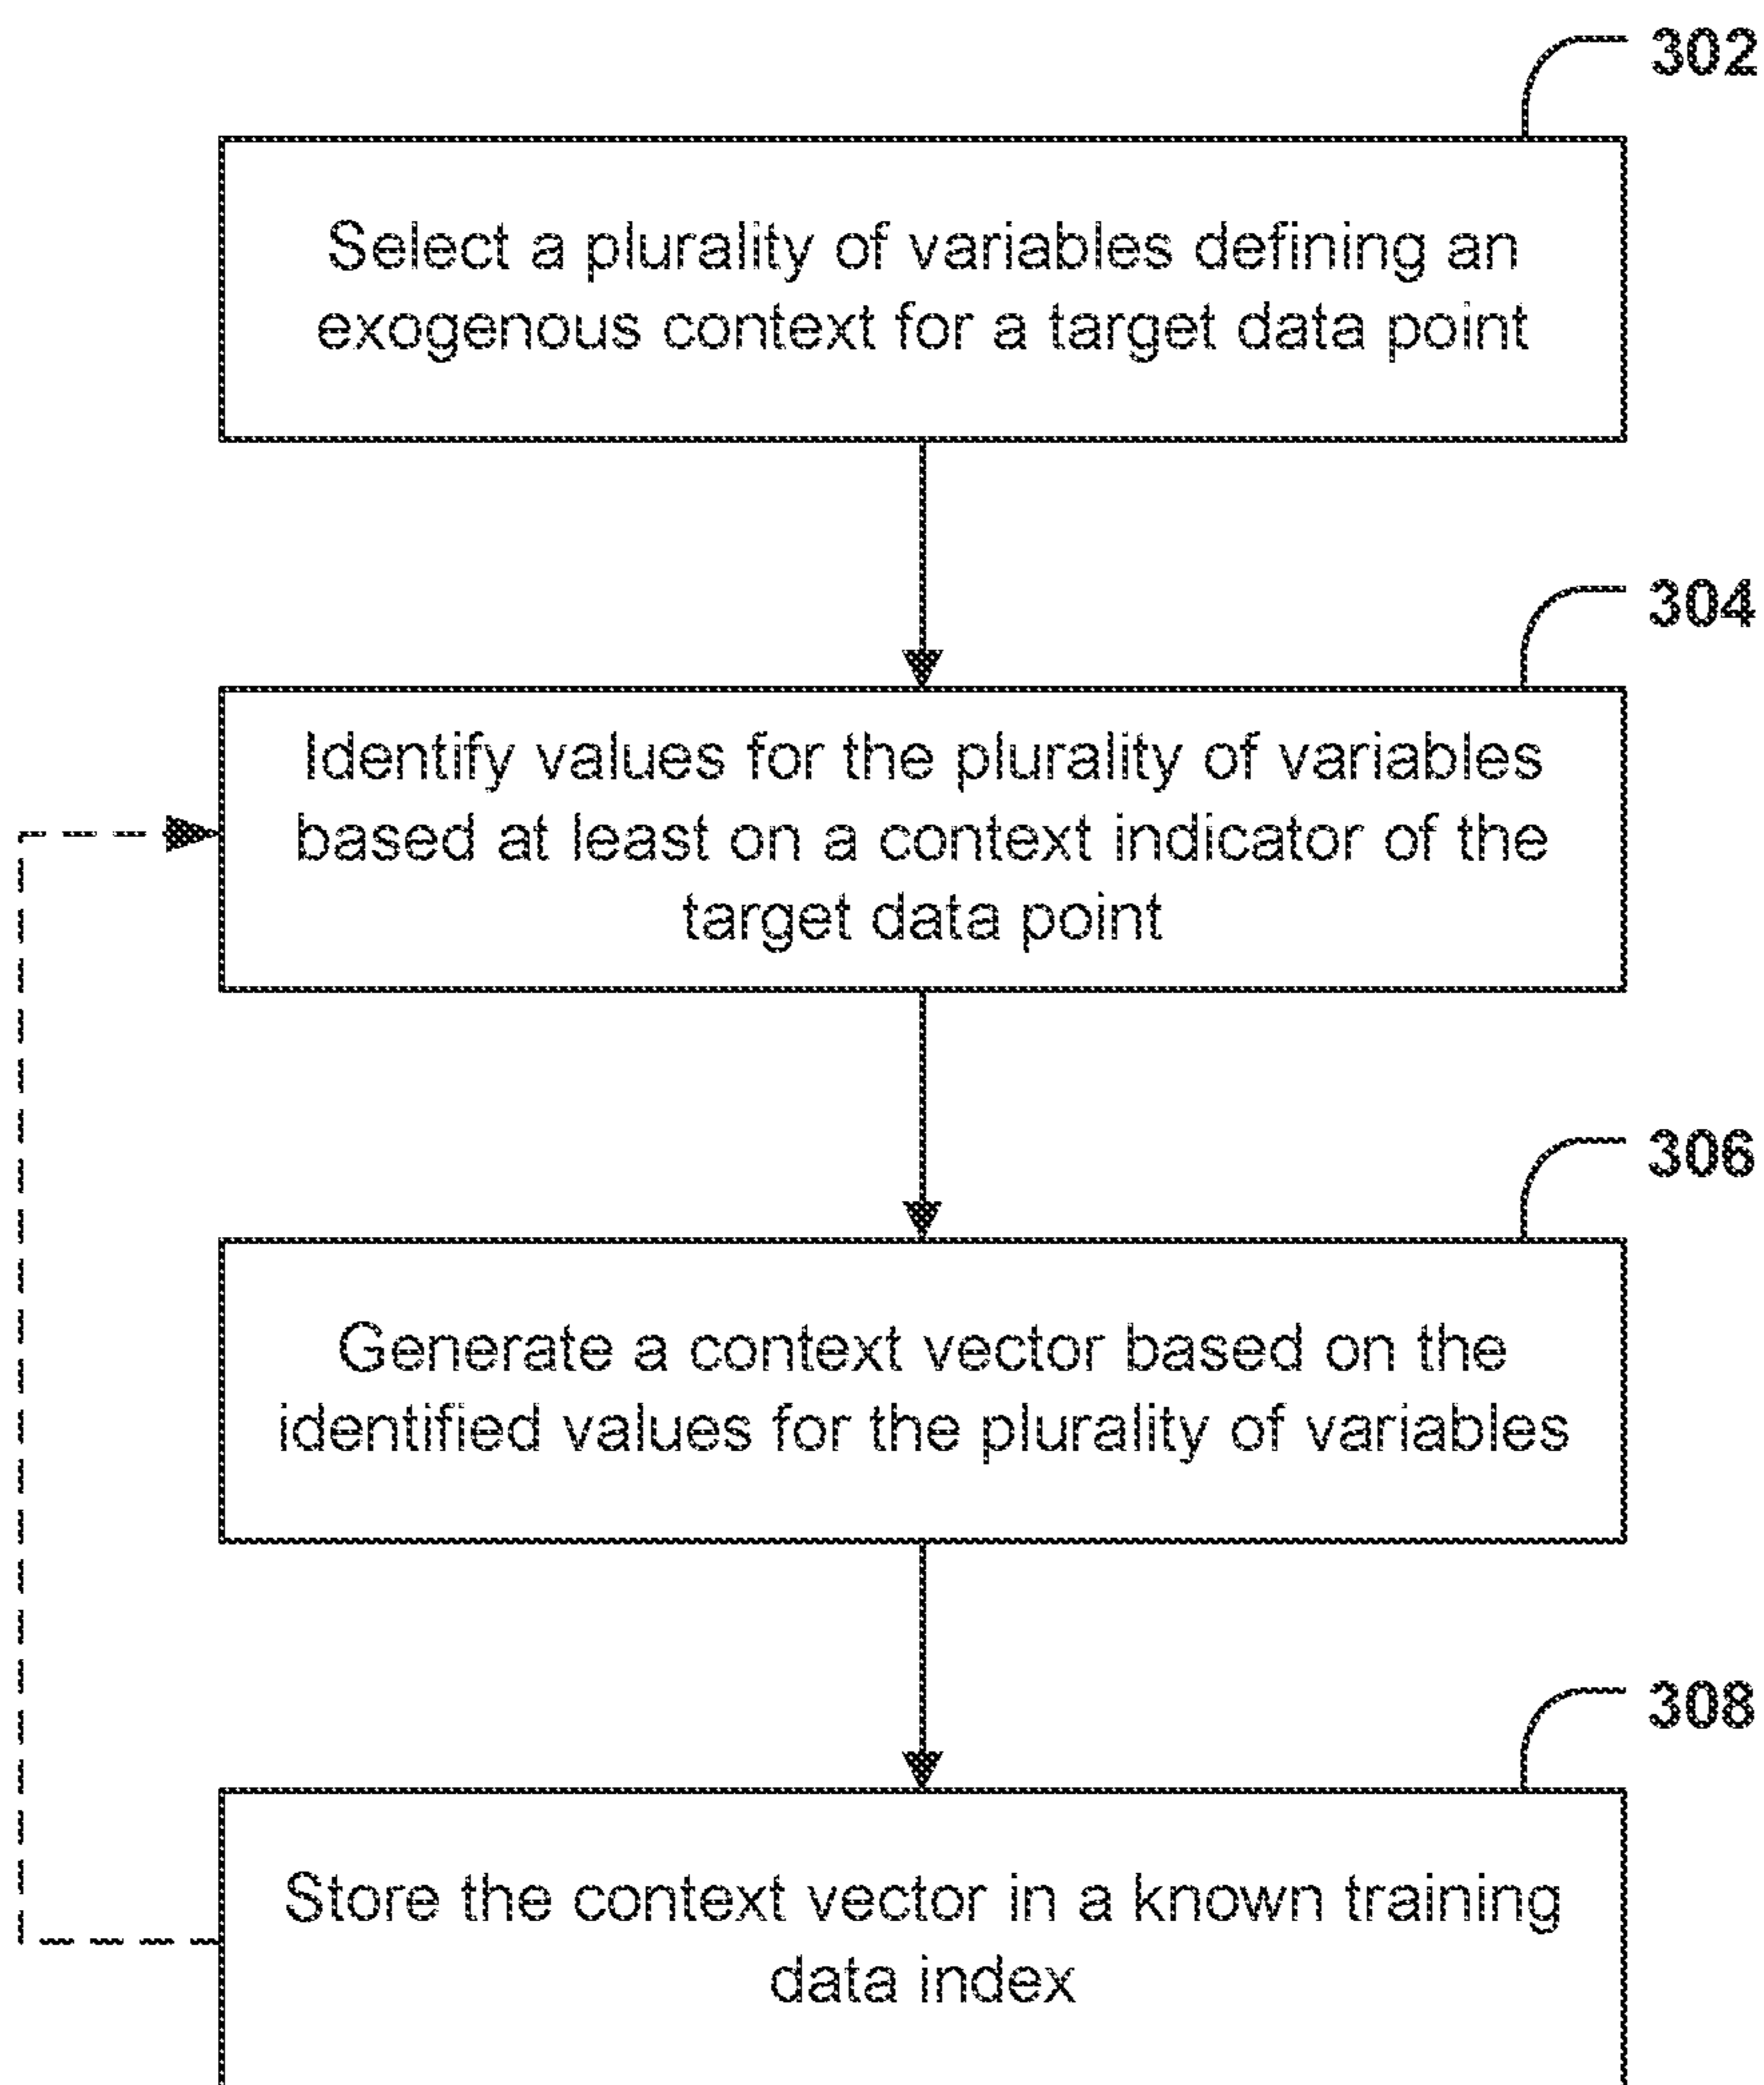 302
Select a plurality of variables defining an
exogenous context for a target data point
304
Identify values for the plurality of variables
based at least on a context indicator of the
target data point
306
Generate a context vector based on the
identified values for the plurality of variables
308
Store the context vector in a known training
data index